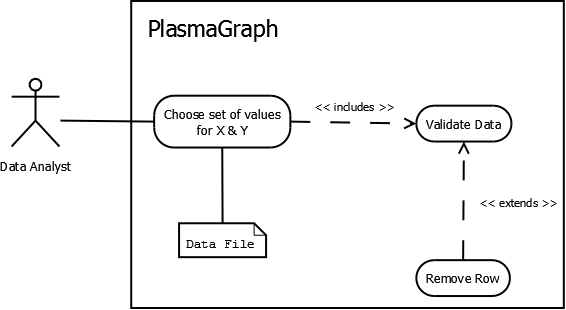 PlasmaGraph
Choose set of values
for X & Y
<< includes >>
Validate Data
Data Analyst
<< extends >>
Data File
Remove Row